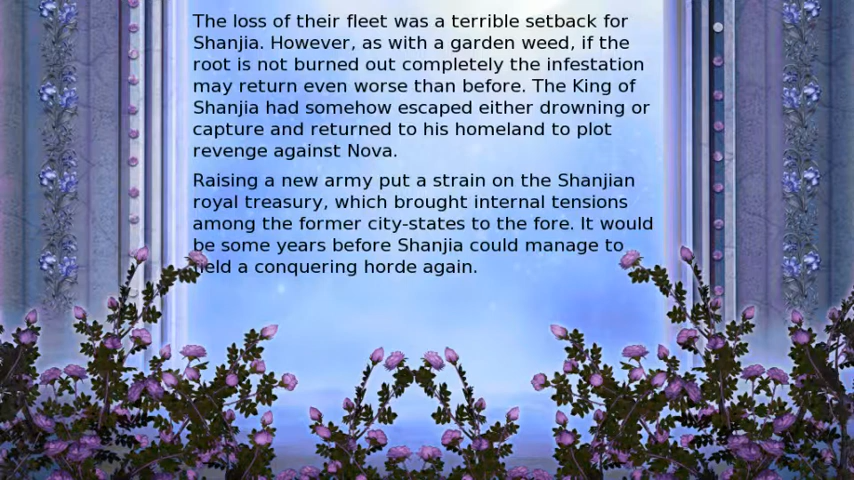 The loss of their fleet was a terrible setback for
Shanjia. However, as with a garden weed, if the
root is not burned out completely the infestation
may return even worse than before. The King of
Shanjia had somehow escaped either drowning or
capture and returned to his homeland to plot
revenge against Nova.
Raising a new army put a strain on the Shanjian
royal treasury, which brought internal tensions
among the former city-states to the fore. It would
be some years before Shanjia could manage to
field a conquering horde again.